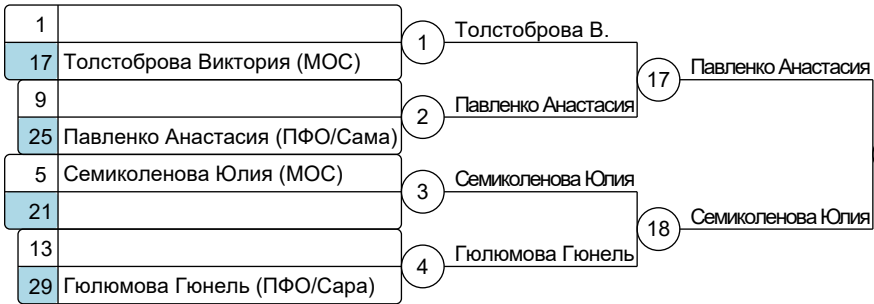 1
17 Толстоброва Виктория (МОС)
9
25 Павленко Анастасия (ПФО/Сама)
5 Семиколенова Юлия (МОС)
21
13
29 Гюлюмова Гюнель (ПФО/Сара)
1 Толстоброва В.
2 Павленко Анастасия
3 Семиколенова Юлия
4 Гюлюмова Гюнель
17 Павленко Анастасия
18 Семиколенова Юлия